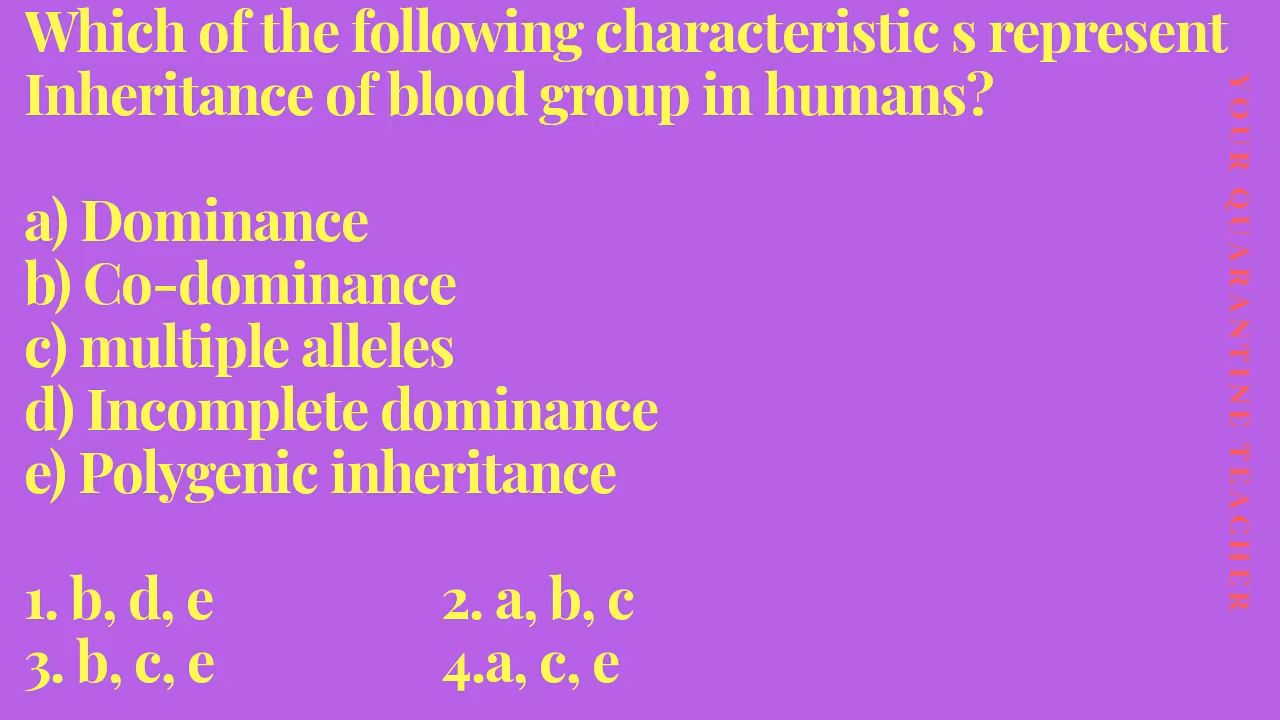 Which of the following characteristic s represent
Inheritance of blood group in humans?
a) Dominance
b) Co-dominance
c) multiple alleles
d) Incomplete dominance
e) Polygenic inheritance
1. b, d, e 2. a, b, c
3. b, c, e 4.a, c, e
YOUR QUARANTINE TEACHER